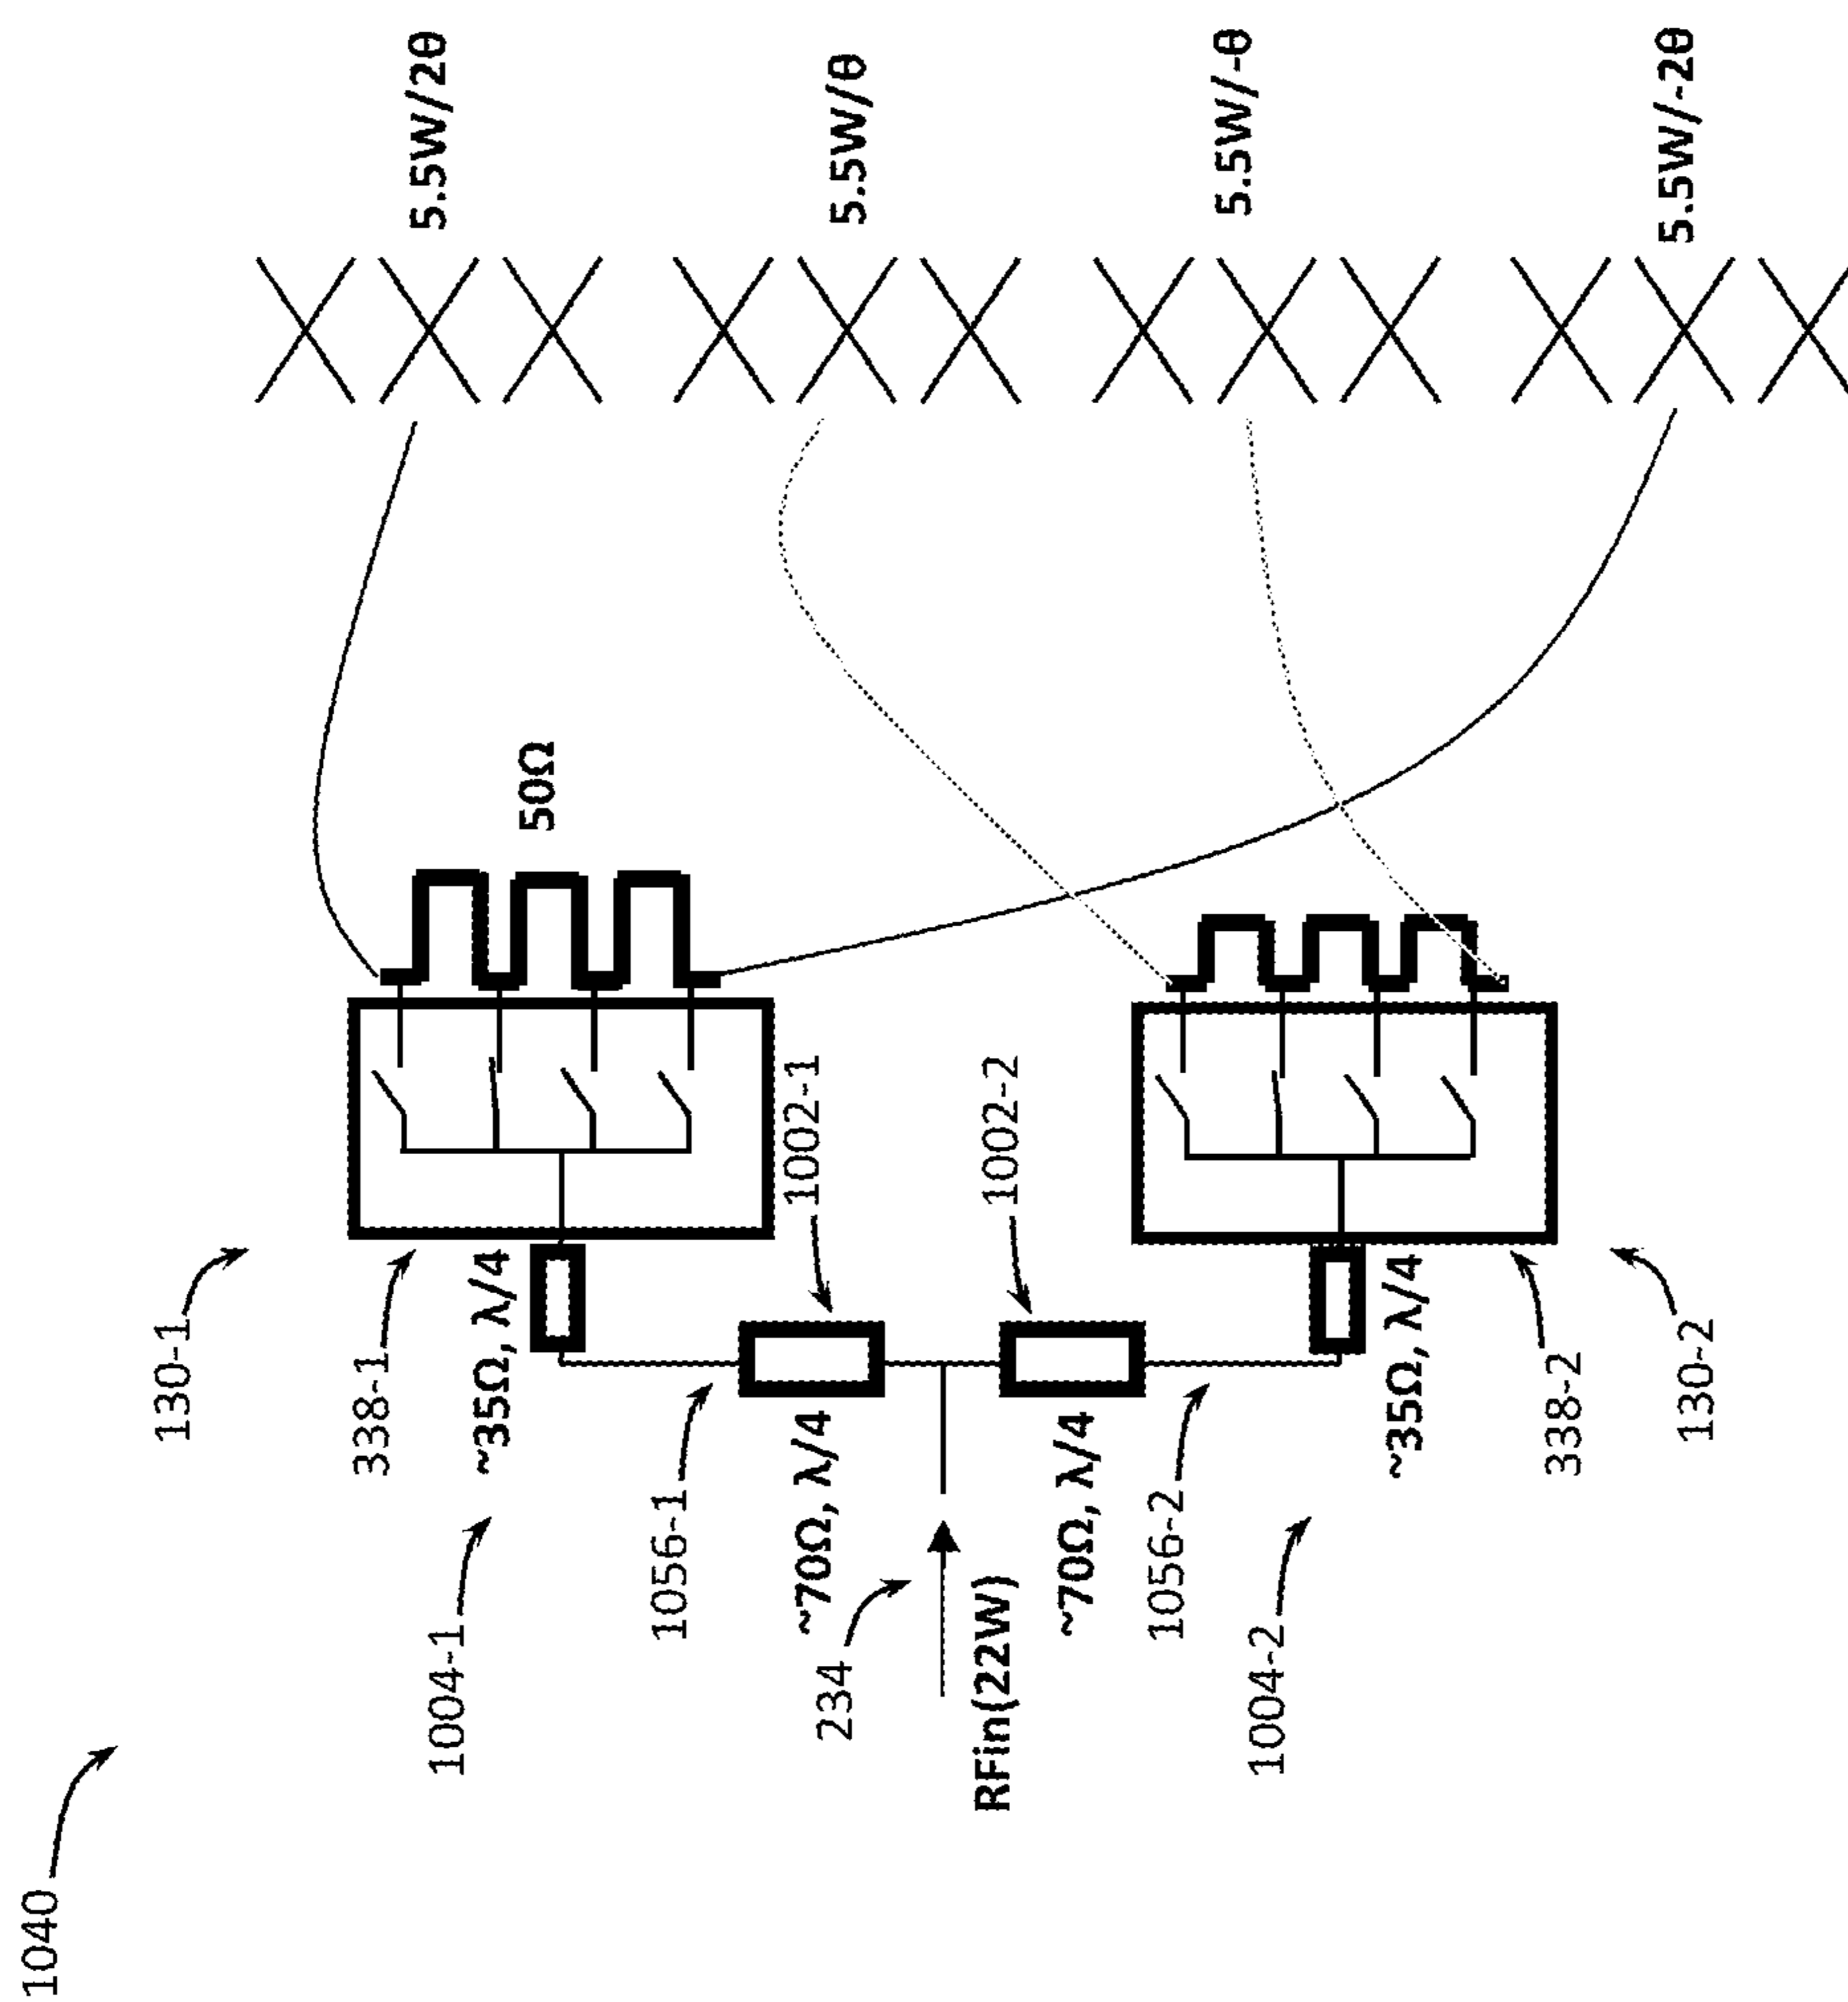 1040
130-1
338-1
~35Ω, λ/4
1004-1
1056-1
1002-1
~70Ω, λ/4
234
RFin(22W)
1002-2
~70Ω, λ/4
1056-2
1004-2
~35Ω, λ/4
338-2
130-2
50Ω
5.5W/2θ
5.5W/θ
5.5W/-θ
5.5W/-2θ